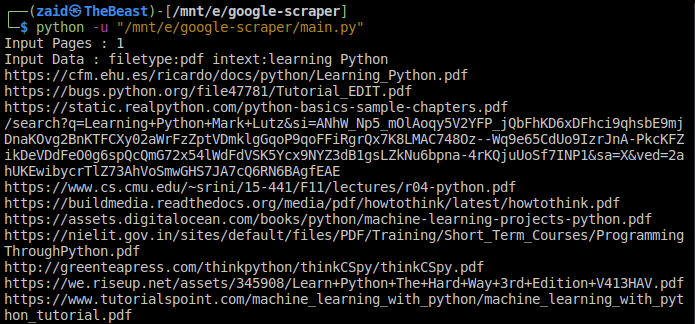 ┌──(zaid㉿TheBeast)-[/mnt/e/google-scraper]
└─$ python -u "/mnt/e/google-scraper/main.py"
Input Pages : 1
Input Data : filetype:pdf intext:learning Python
https://cfm.ehu.es/ricardo/docs/python/Learning_Python.pdf
https://bugs.python.org/file47781/Tutorial_EDIT.pdf
https://static.realpython.com/python-basics-sample-chapters.pdf
/search?q=Learning+Python+Mark+Lutz&si=ANhW_Np5_mOlAoqy5V2YFP_jQbFhKD6xDFhci9qhsbE9mj
DnaKOvg2BnKTFCXy02aWrFzZptVDmklgGqoP9qoFFiRgrQx7K8LMAC748Oz--Wq9e65CdUo9IzrJnA-PkcKFZ
ikDeVDdFeO0g6spQcQmG72x54lWdFdVSK5Ycx9NYZ3dB1gsLZkNu6bpna-4rKQjuUoSf7INP1&sa=X&ved=2a
hUKEwibycrTlZ73AhVoSmwGHS7JA7cQ6RN6BAgfEAE
https://www.cs.cmu.edu/~srini/15-441/F11/lectures/r04-python.pdf
https://buildmedia.readthedocs.org/media/pdf/howtothink/latest/howtothink.pdf
https://assets.digitalocean.com/books/python/machine-learning-projects-python.pdf
https://nielit.gov.in/sites/default/files/PDF/Training/Short_Term_Courses/Programming
ThroughPython.pdf
http://greenteapress.com/thinkpython/thinkCSpy/thinkCSpy.pdf
https://we.riseup.net/assets/345908/Learn+Python+The+Hard+Way+3rd+Edition+V413HAV.pdf
https://www.tutorialspoint.com/machine_learning_with_python/machine_learning_with_pyt
hon_tutorial.pdf